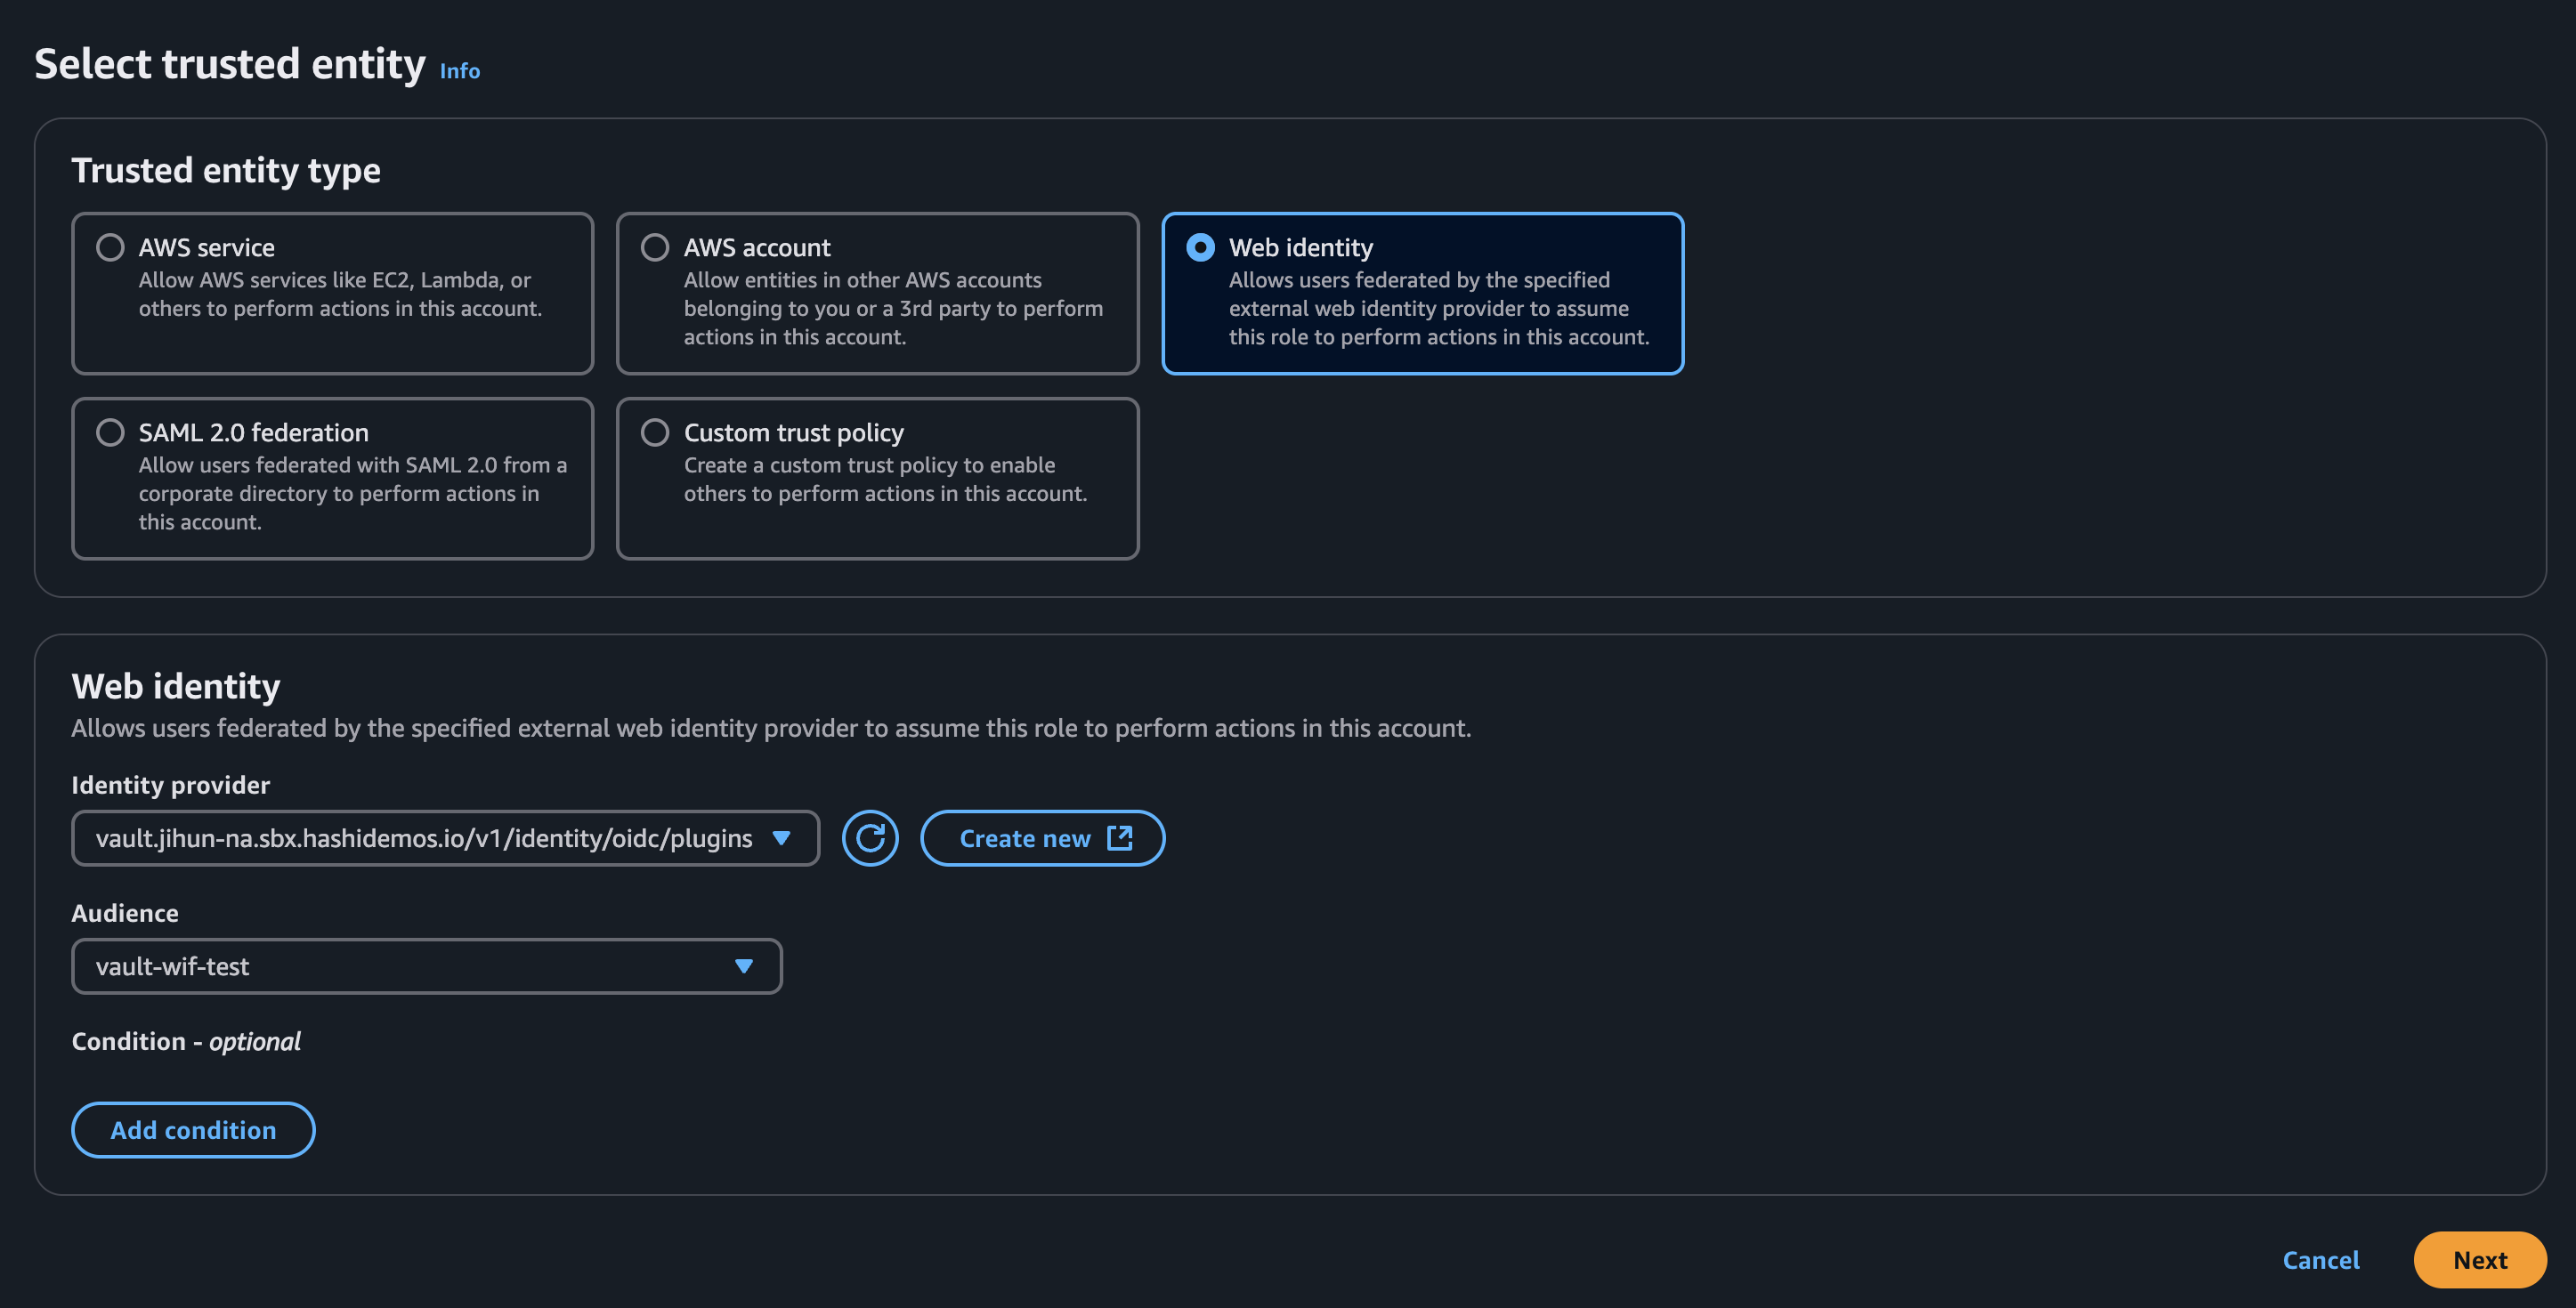 Select trusted entity Info
Trusted entity type
AWS service
Allow AWS services like EC2, Lambda, or
others to perform actions in this account.
AWS account
Allow entities in other AWS accounts
belonging to you or a 3rd party to perform
actions in this account.
Web identity
Allows users federated by the specified
external web identity provider to assume
this role to perform actions in this account.
SAML 2.0 federation
Allow users federated with SAML 2.0 from a
corporate directory to perform actions in
this account.
Custom trust policy
Create a custom trust policy to enable
others to perform actions in this account.
Web identity
Allows users federated by the specified external web identity provider to assume this role to perform actions in this account.
Identity provider
vault.jihun-na.sbx.hashidemos.io/v1/identity/oidc/plugins
Create new
Audience
vault-wif-test
Condition - optional
Add condition
Cancel
Next